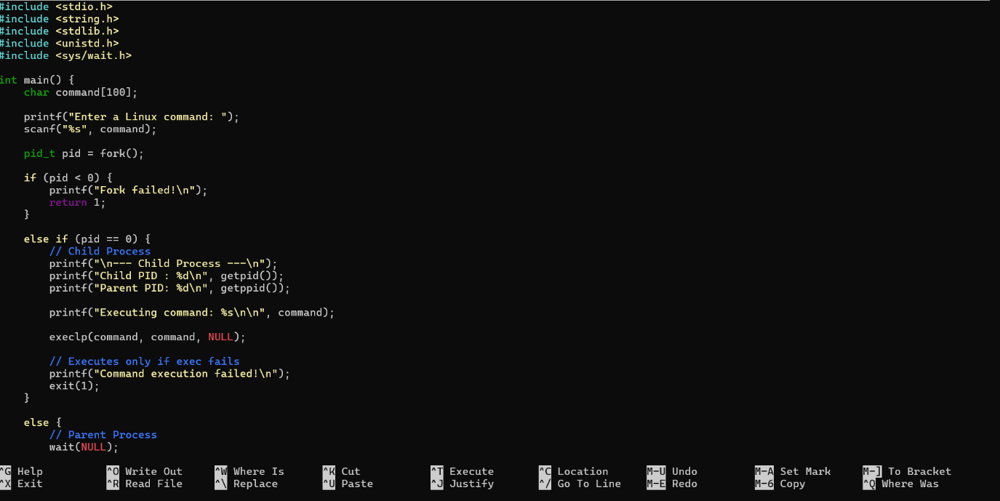 #include <stdio.h>
#include <string.h>
#include <stdlib.h>
#include <unistd.h>
#include <sys/wait.h>

int main() {
    char command[100];

    printf("Enter a Linux command: ");
    scanf("%s", command);

    pid_t pid = fork();

    if (pid < 0) {
        printf("Fork failed!\n");
        return 1;
    }

    else if (pid == 0) {
        // Child Process
        printf("\n--- Child Process ---\n");
        printf("Child PID : %d\n", getpid());
        printf("Parent PID: %d\n", getppid());

        printf("Executing command: %s\n\n", command);

        execlp(command, command, NULL);

        // Executes only if exec fails
        printf("Command execution failed!\n");
        exit(1);
    }

    else {
        // Parent Process
        wait(NULL);

^G Help ^O Write Out ^W Where Is ^K Cut ^T Execute ^C Location M-U Undo M-A Set Mark M-] To Bracket
^X Exit ^R Read File ^\ Replace ^U Paste ^J Justify ^/ Go To Line M-E Redo M-6 Copy ^Q Where Was